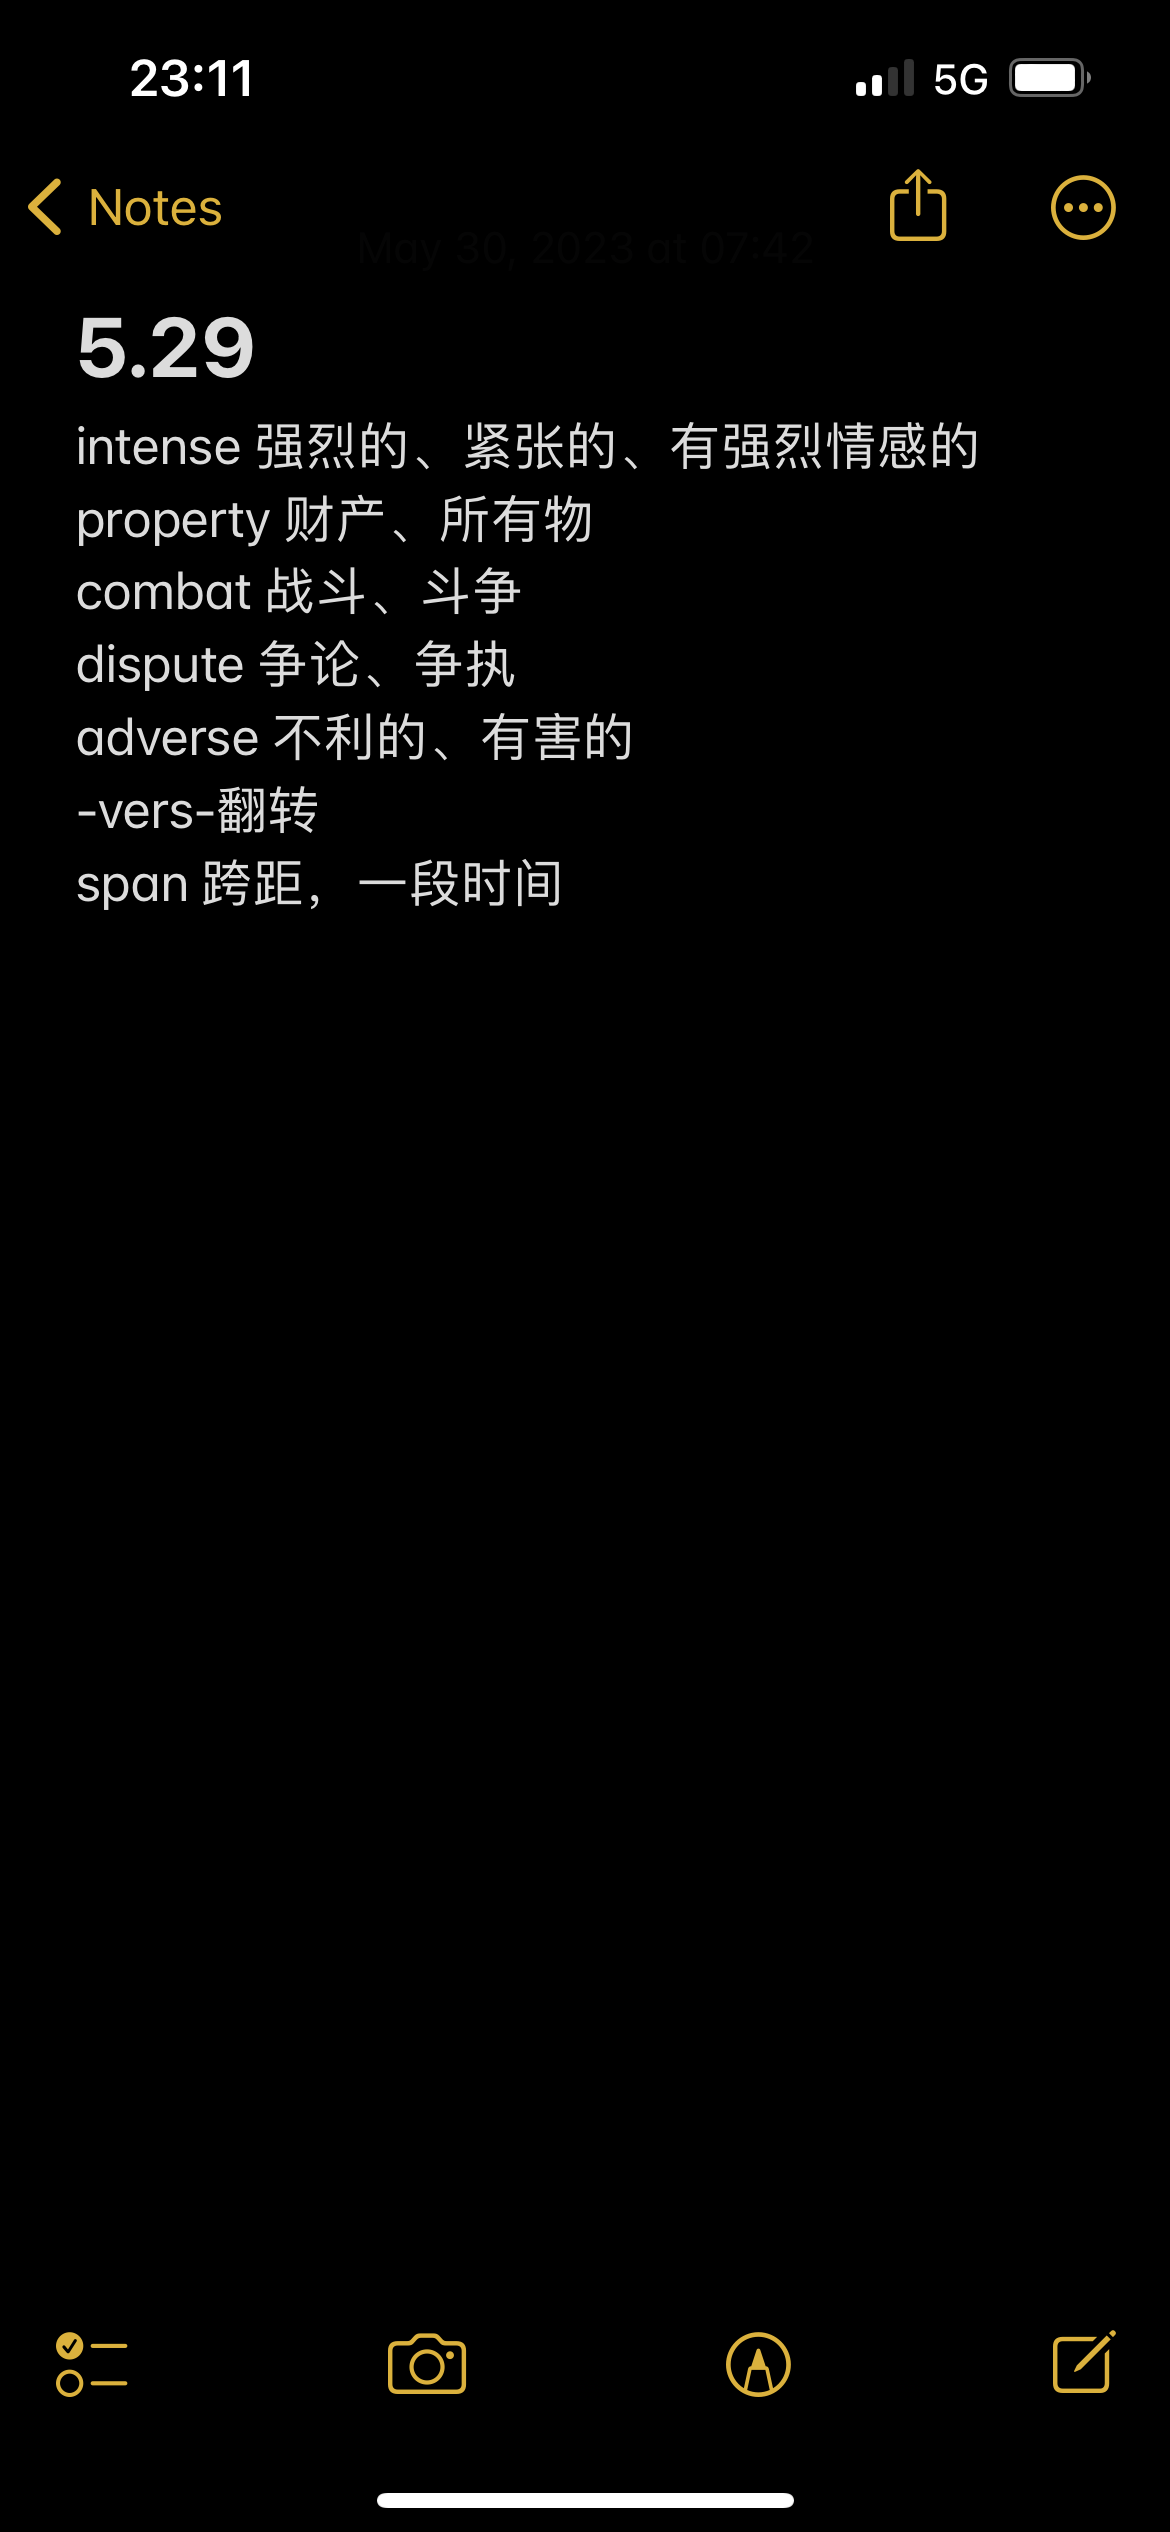 23:11 5G
Notes
May 30, 2023 at 07:42
5.29
intense 强烈的、紧张的、有强烈情感的
property 财产、所有物
combat 战斗、斗争
dispute 争论、争执
adverse 不利的、有害的
-vers-翻转
span 跨距，一段时间